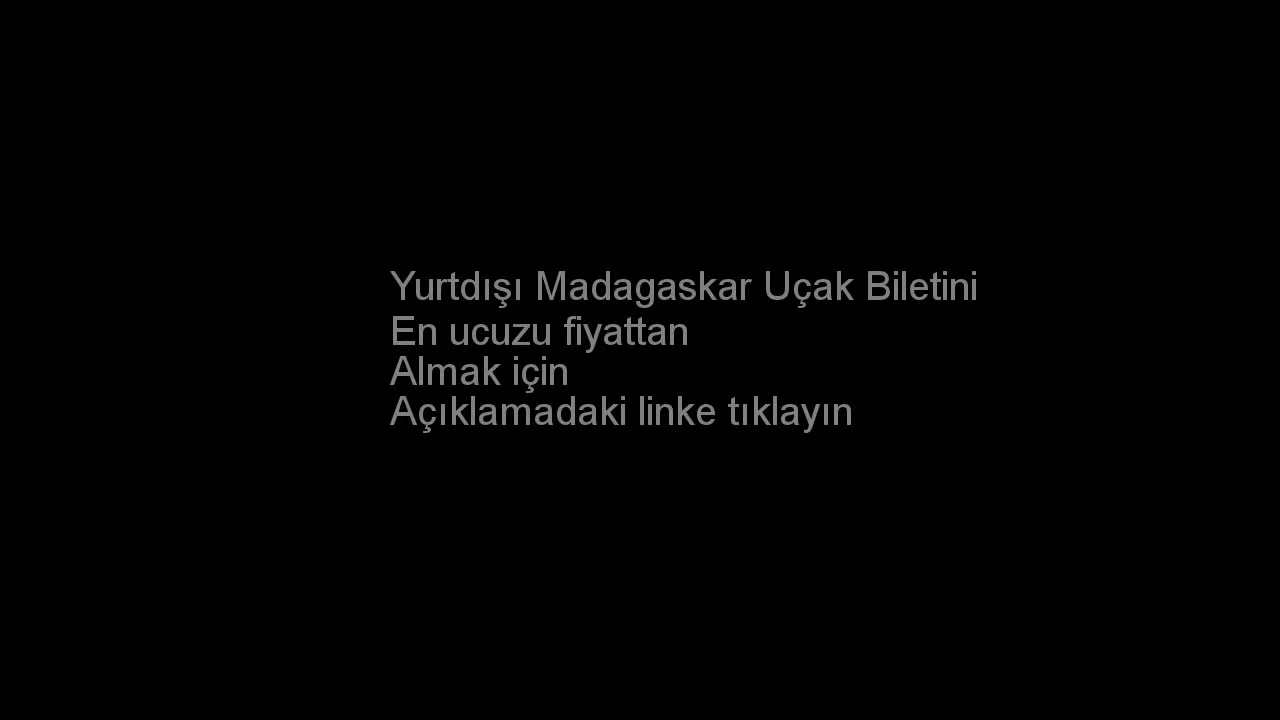 Yurtdışı Madagaskar Uçak Biletini
En ucuzu fiyattan
Almak için
Açıklamadaki linke tıklayın